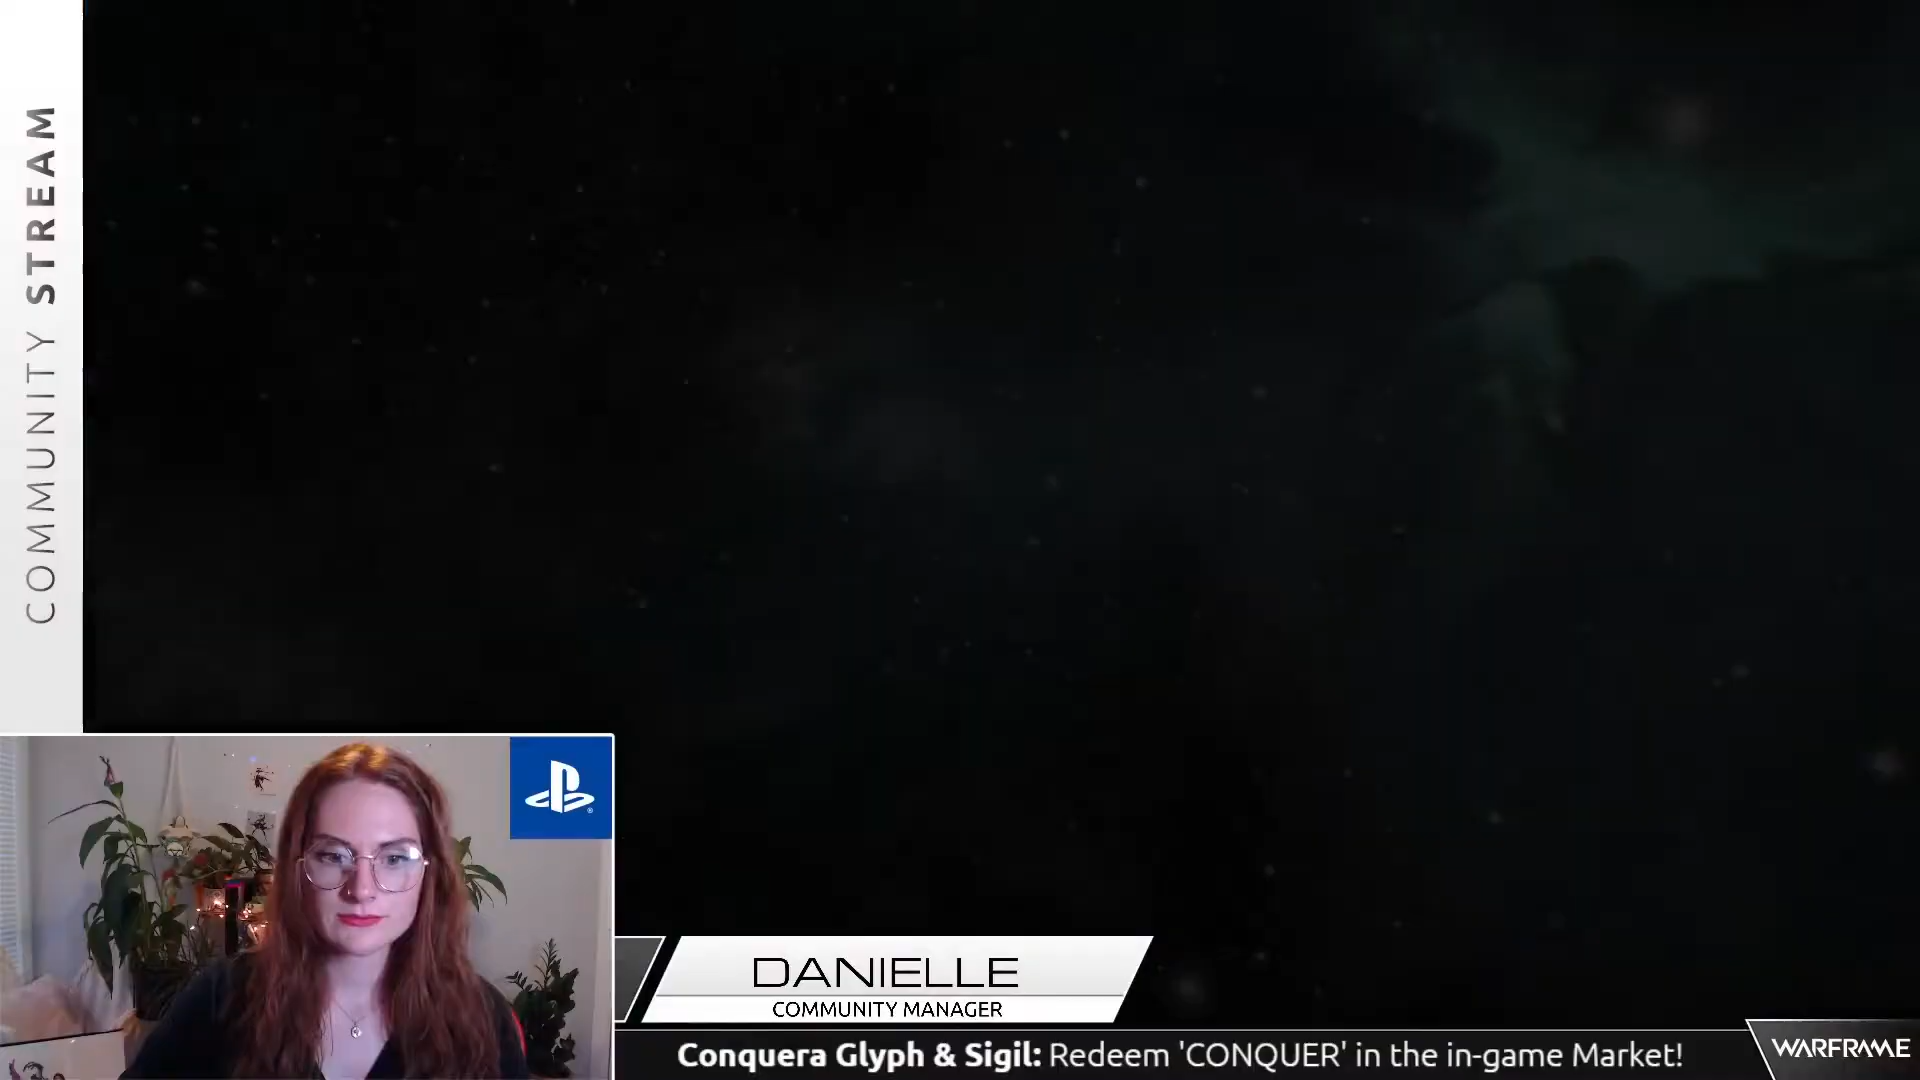 COMMUNITY STREAM
DANIELLE
COMMUNITY MANAGER
Conquera Glyph & Sigil: Redeem 'CONQUER' in the in-game Market!
WARFRAME